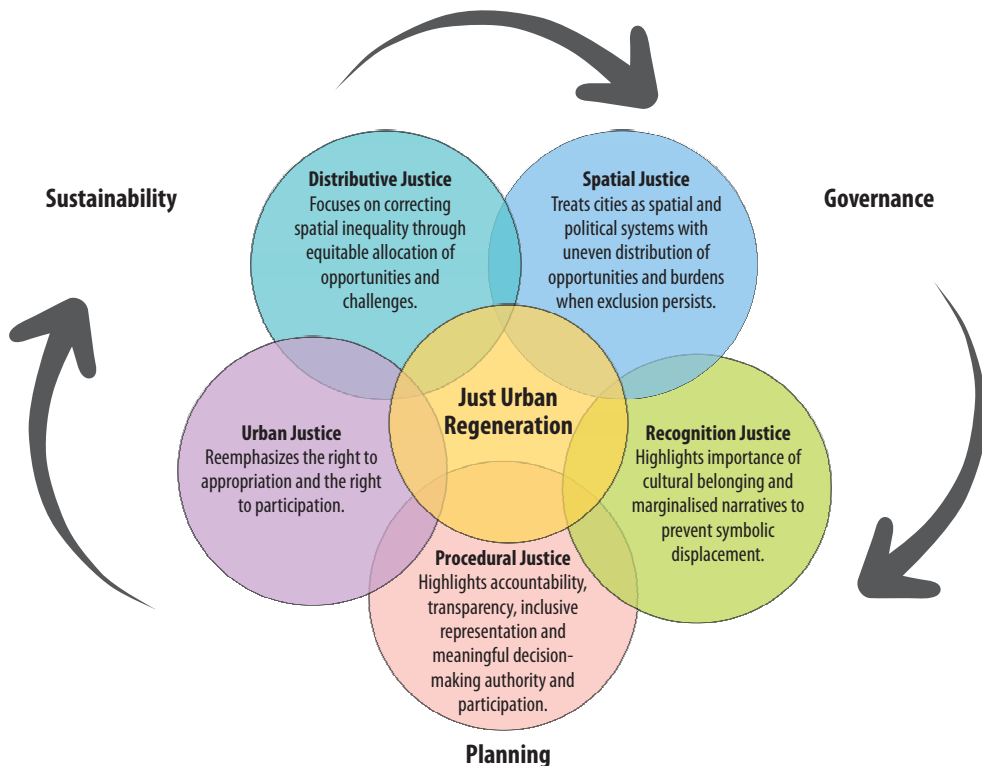 Sustainability
Governance
Distributive Justice
Focuses on correcting
spatial inequality through
equitable allocation of
opportunities and
challenges.
Spatial Justice
Treats cities as spatial and
political systems with
uneven distribution of
opportunities and burdens
when exclusion persists.
Just Urban
Regeneration
Urban Justice
Reemphasizes the right to
appropriation and the right
to participation.
Recognition Justice
Highlights importance of
cultural belonging and
marginalised narratives to
prevent symbolic
displacement.
Procedural Justice
Highlights accountability,
transparency, inclusive
representation and
meaningful decision-
making authority and
participation.
Planning